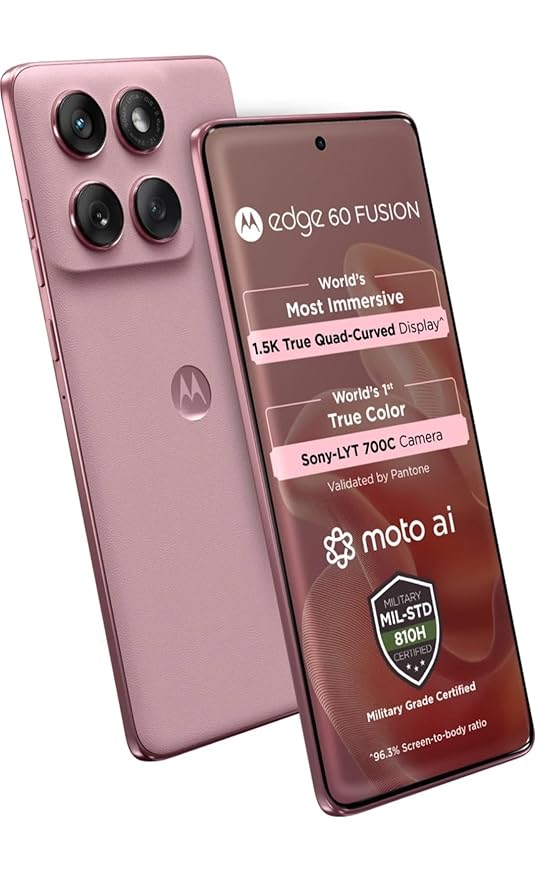 edge 60 FUSION
World's
Most Immersive
1.5K True Quad-Curved Display^
World's 1st
True Color
Sony-LYT 700C Camera
Validated by Pantone
moto ai
MILITARY
MIL-STD
810H
CERTIFIED
Military Grade Certified
^96.3% Screen-to-body ratio